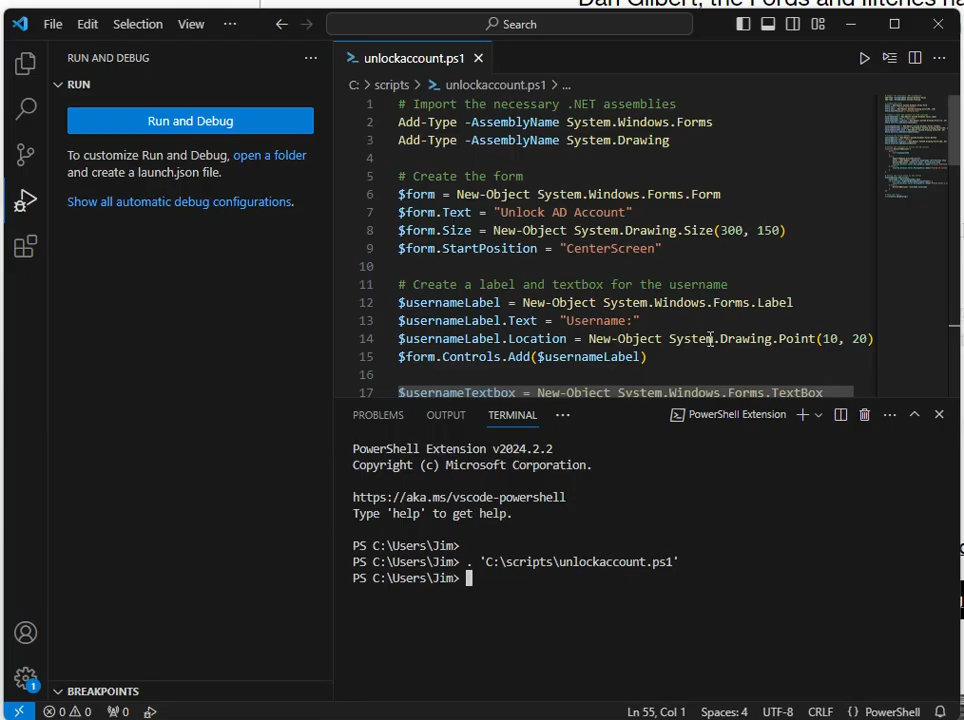 File Edit Selection View ··· Search
RUN AND DEBUG ···
RUN
Run and Debug
To customize Run and Debug, open a folder
and create a launch.json file.
Show all automatic debug configurations.
unlockaccount.ps1
C: > scripts > unlockaccount.ps1 > ...
1 # Import the necessary .NET assemblies
2 Add-Type -AssemblyName System.Windows.Forms
3 Add-Type -AssemblyName System.Drawing
4
5 # Create the form
6 $form = New-Object System.Windows.Forms.Form
7 $form.Text = "Unlock AD Account"
8 $form.Size = New-Object System.Drawing.Size(300, 150)
9 $form.StartPosition = "CenterScreen"
10
11 # Create a label and textbox for the username
12 $usernameLabel = New-Object System.Windows.Forms.Label
13 $usernameLabel.Text = "Username:"
14 $usernameLabel.Location = New-Object System.Drawing.Point(10, 20)
15 $form.Controls.Add($usernameLabel)
16
17 $usernameTextbox = New-Object System.Windows.Forms.TextBox
PROBLEMS OUTPUT TERMINAL ··· PowerShell Extension
PowerShell Extension v2024.2.2
Copyright (c) Microsoft Corporation.
https://aka.ms/vscode-powershell
Type 'help' to get help.
PS C:\Users\Jim>
PS C:\Users\Jim> . 'C:\scripts\unlockaccount.ps1'
PS C:\Users\Jim>
1
BREAKPOINTS
0 0 0 Ln 55, Col 1 Spaces: 4 UTF-8 CRLF {} PowerShell